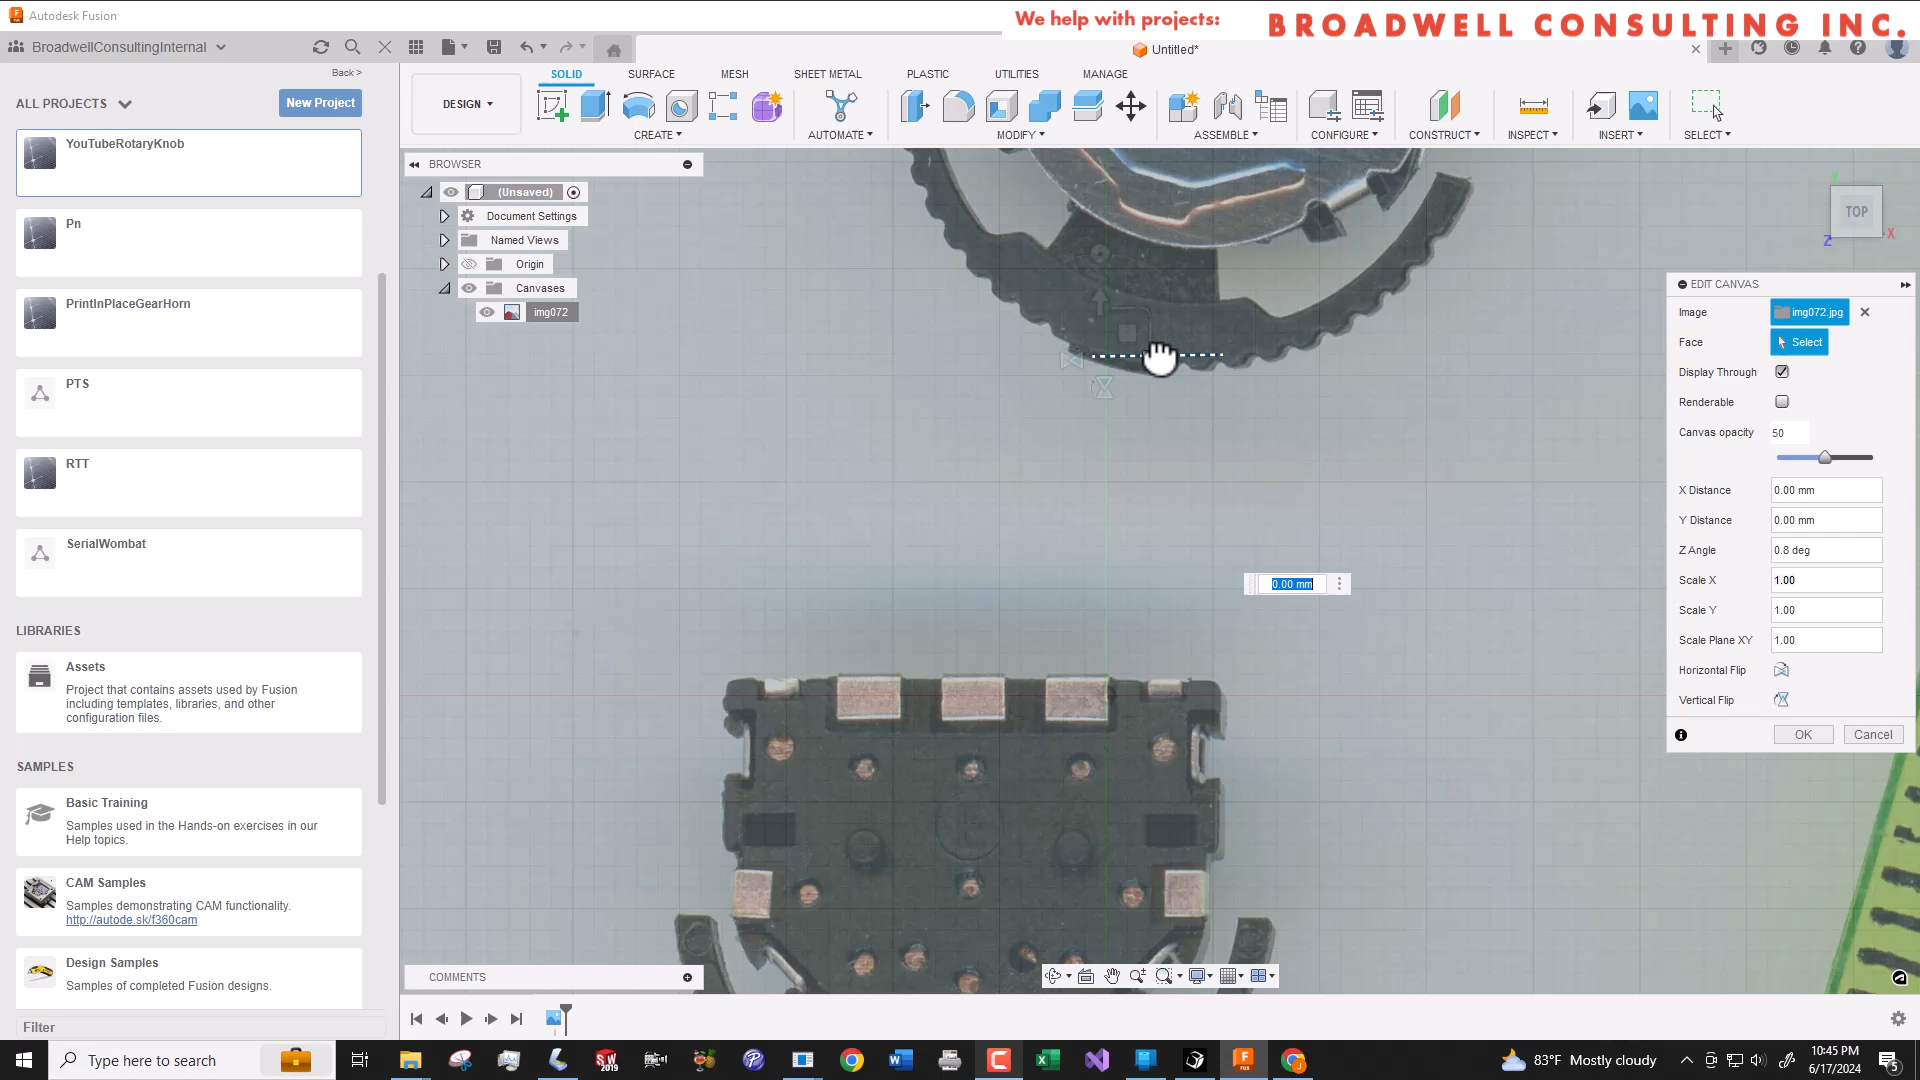 Autodesk Fusion
We help with projects:
BROADWELL CONSULTING INC.
BroadwellConsultingInternal
Untitled*
Back >
ALL PROJECTS
New Project
YouTubeRotaryKnob
Pn
PrintInPlaceGearHorn
PTS
RTT
SerialWombat
LIBRARIES
Assets
Project that contains assets used by Fusion
including templates, libraries, and other
configuration files.
SAMPLES
Basic Training
Samples used in the Hands-on exercises in our
Help topics.
CAM Samples
Samples demonstrating CAM functionality.
http://autode.sk/f360cam
Design Samples
Samples of completed Fusion designs.
Filter
DESIGN
SOLID
SURFACE
MESH
SHEET METAL
PLASTIC
UTILITIES
MANAGE
CREATE
AUTOMATE
MODIFY
ASSEMBLE
CONFIGURE
CONSTRUCT
INSPECT
INSERT
SELECT
BROWSER
(Unsaved)
Document Settings
Named Views
Origin
Canvases
img072
TOP
Y
Z
X
0.00 mm
EDIT CANVAS
Image
img072.jpg
Face
Select
Display Through
Renderable
Canvas opacity
50
X Distance
0.00 mm
Y Distance
0.00 mm
Z Angle
0.8 deg
Scale X
1.00
Scale Y
1.00
Scale Plane XY
1.00
Horizontal Flip
Vertical Flip
OK
Cancel
COMMENTS
Type here to search
SW
2019
83°F Mostly cloudy
10:45 PM
6/17/2024
5